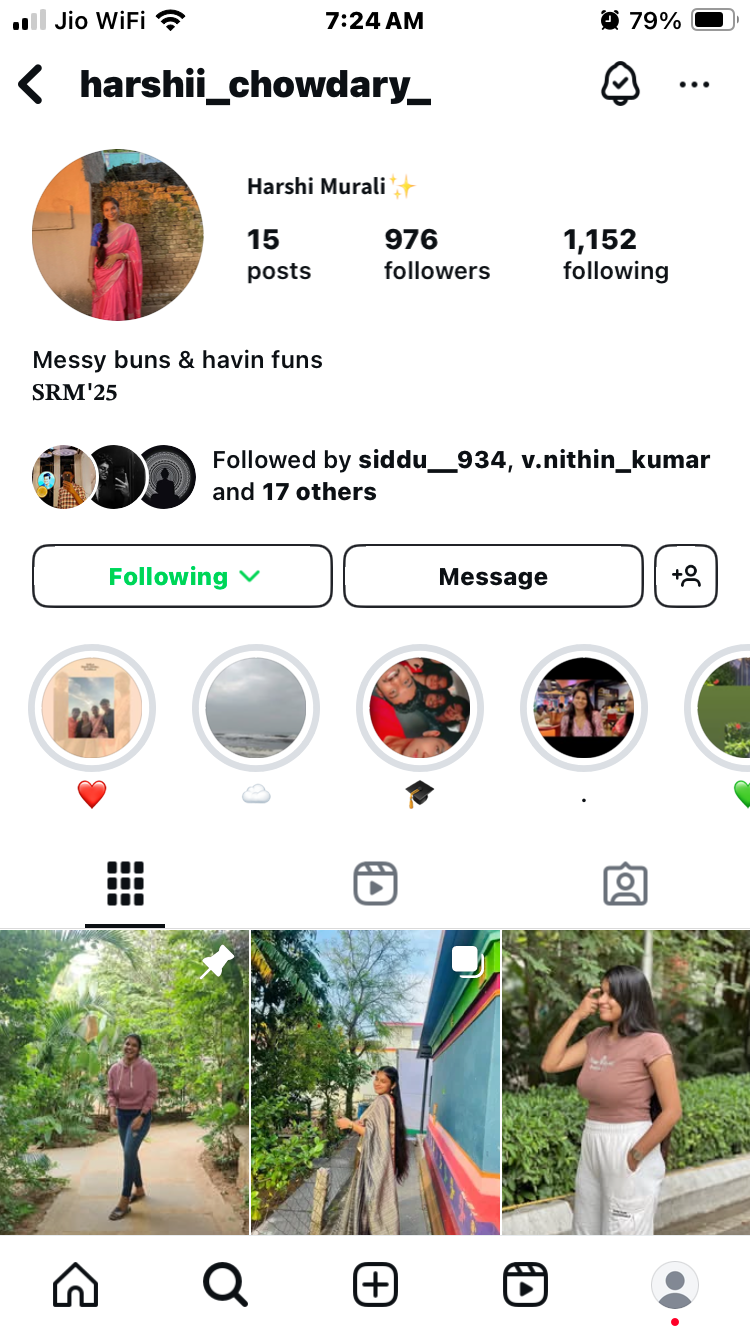 Jio WiFi 7:24 AM 79%
harshii_chowdary_
Harshi Murali✨
15 976 1,152
posts followers following
Messy buns & havin funs
SRM'25
Followed by siddu__934, v.nithin_kumar
and 17 others
Following Message
❤️ ☁️ 🎓 . 💚